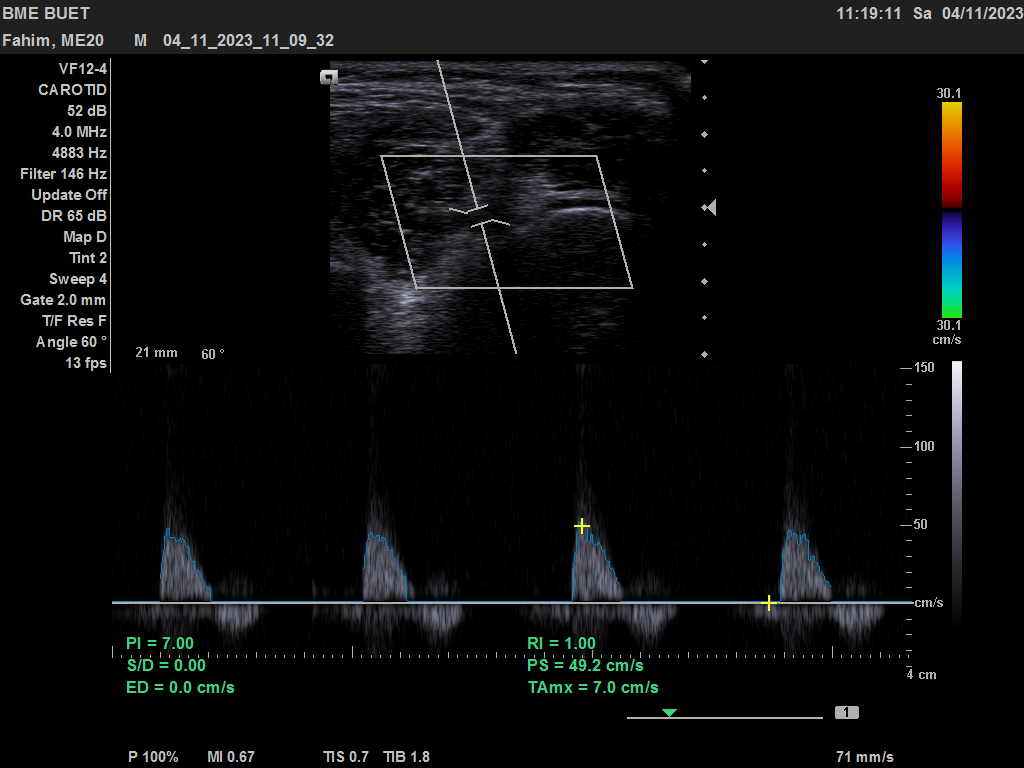 BME BUET
11:19:11 Sa 04/11/2023
Fahim, ME20 M 04_11_2023_11_09_32
VF12-4
CAROTID
52 dB
4.0 MHz
4883 Hz
Filter 146 Hz
Update Off
DR 65 dB
Map D
Tint 2
Sweep 4
Gate 2.0 mm
T/F Res F
Angle 60 °
13 fps
21 mm 60 °
30.1
30.1
cm/s
150
100
50
cm/s
4 cm
PI = 7.00
S/D = 0.00
ED = 0.0 cm/s
RI = 1.00
PS = 49.2 cm/s
TAmx = 7.0 cm/s
1
P 100% MI 0.67 TIS 0.7 TIB 1.8 71 mm/s